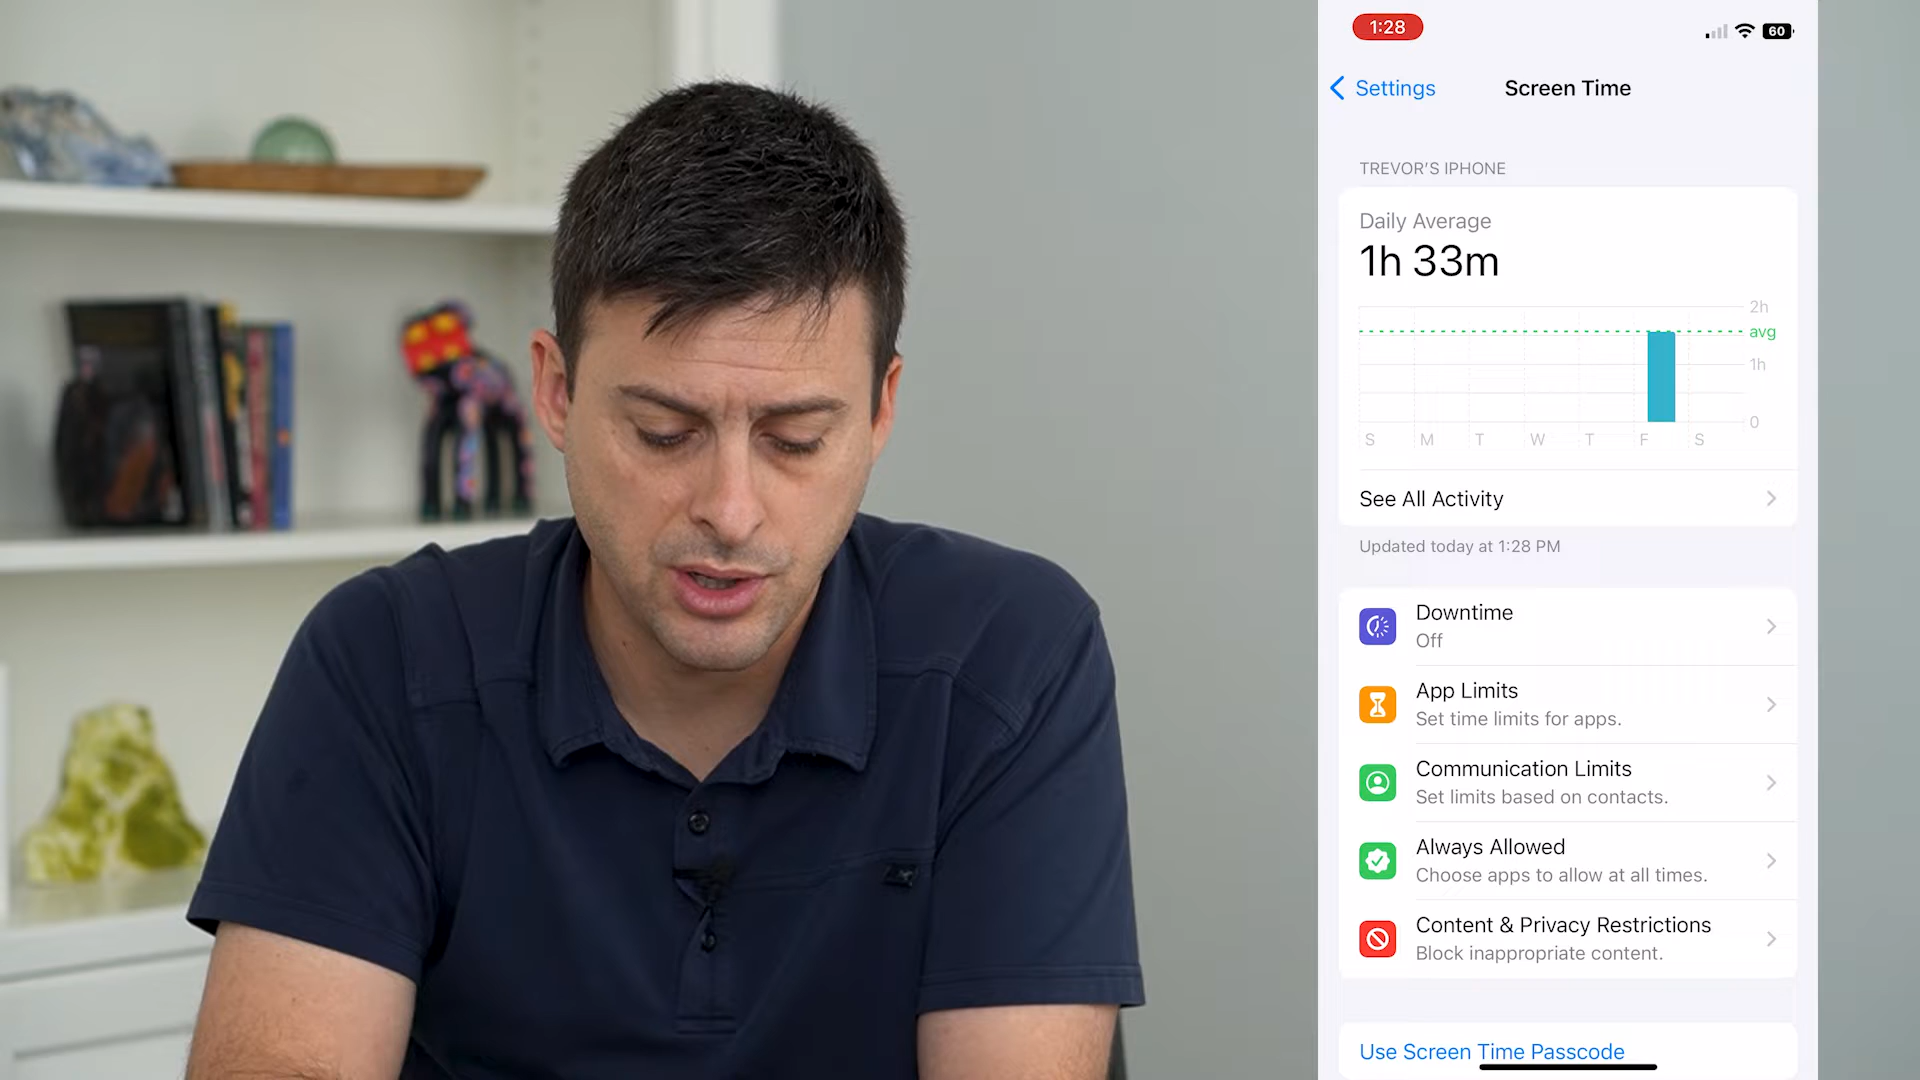 1:28
60
Settings
Screen Time
TREVOR'S IPHONE
Daily Average
1h 33m
2h
avg
1h
0
S M T W T F S
See All Activity
Updated today at 1:28 PM
Downtime
Off
App Limits
Set time limits for apps.
Communication Limits
Set limits based on contacts.
Always Allowed
Choose apps to allow at all times.
Content & Privacy Restrictions
Block inappropriate content.
Use Screen Time Passcode